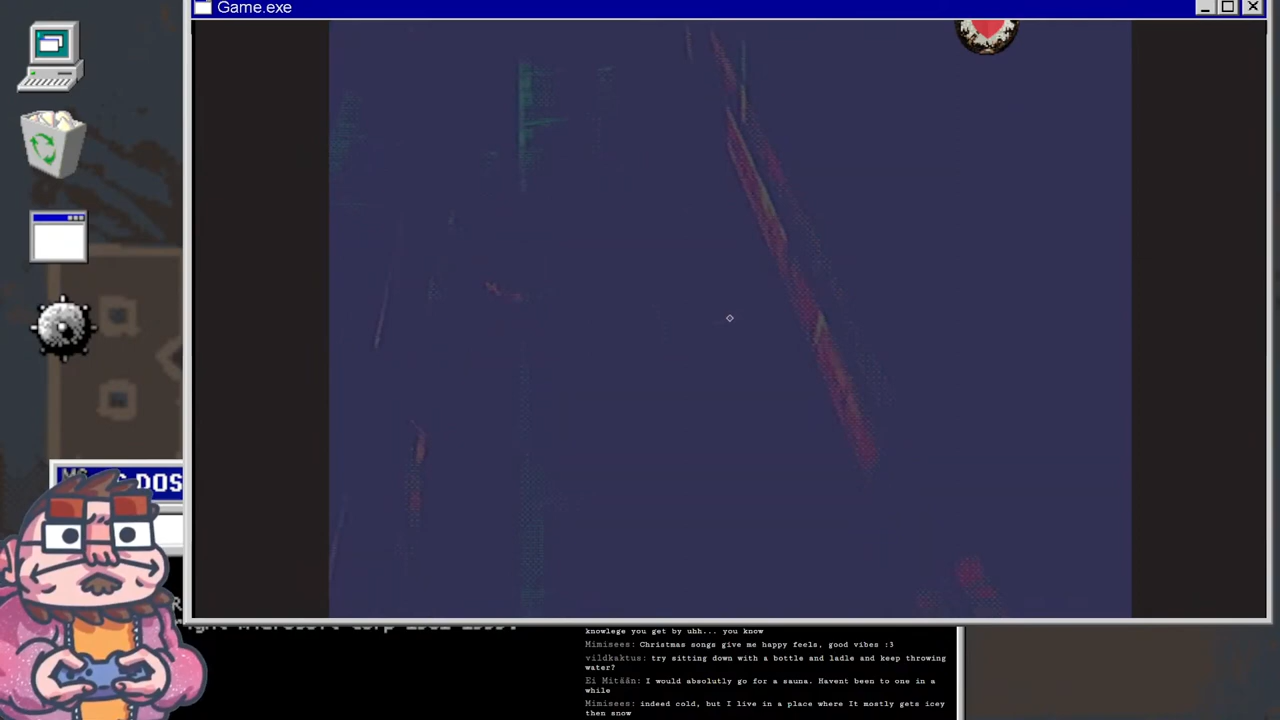 Game.exe
DOS
knowlege you get by uhh... you know
Mimisees: Christmas songs give me happy feels, good vibes :3
vildkaktus: try sitting down with a bottle and ladle and keep throwing
water?
Ei Mitään: I would absolutly go for a sauna. Havent been to one in a
while
Mimisees: indeed cold, but I live in a place where It mostly gets icey
then snow